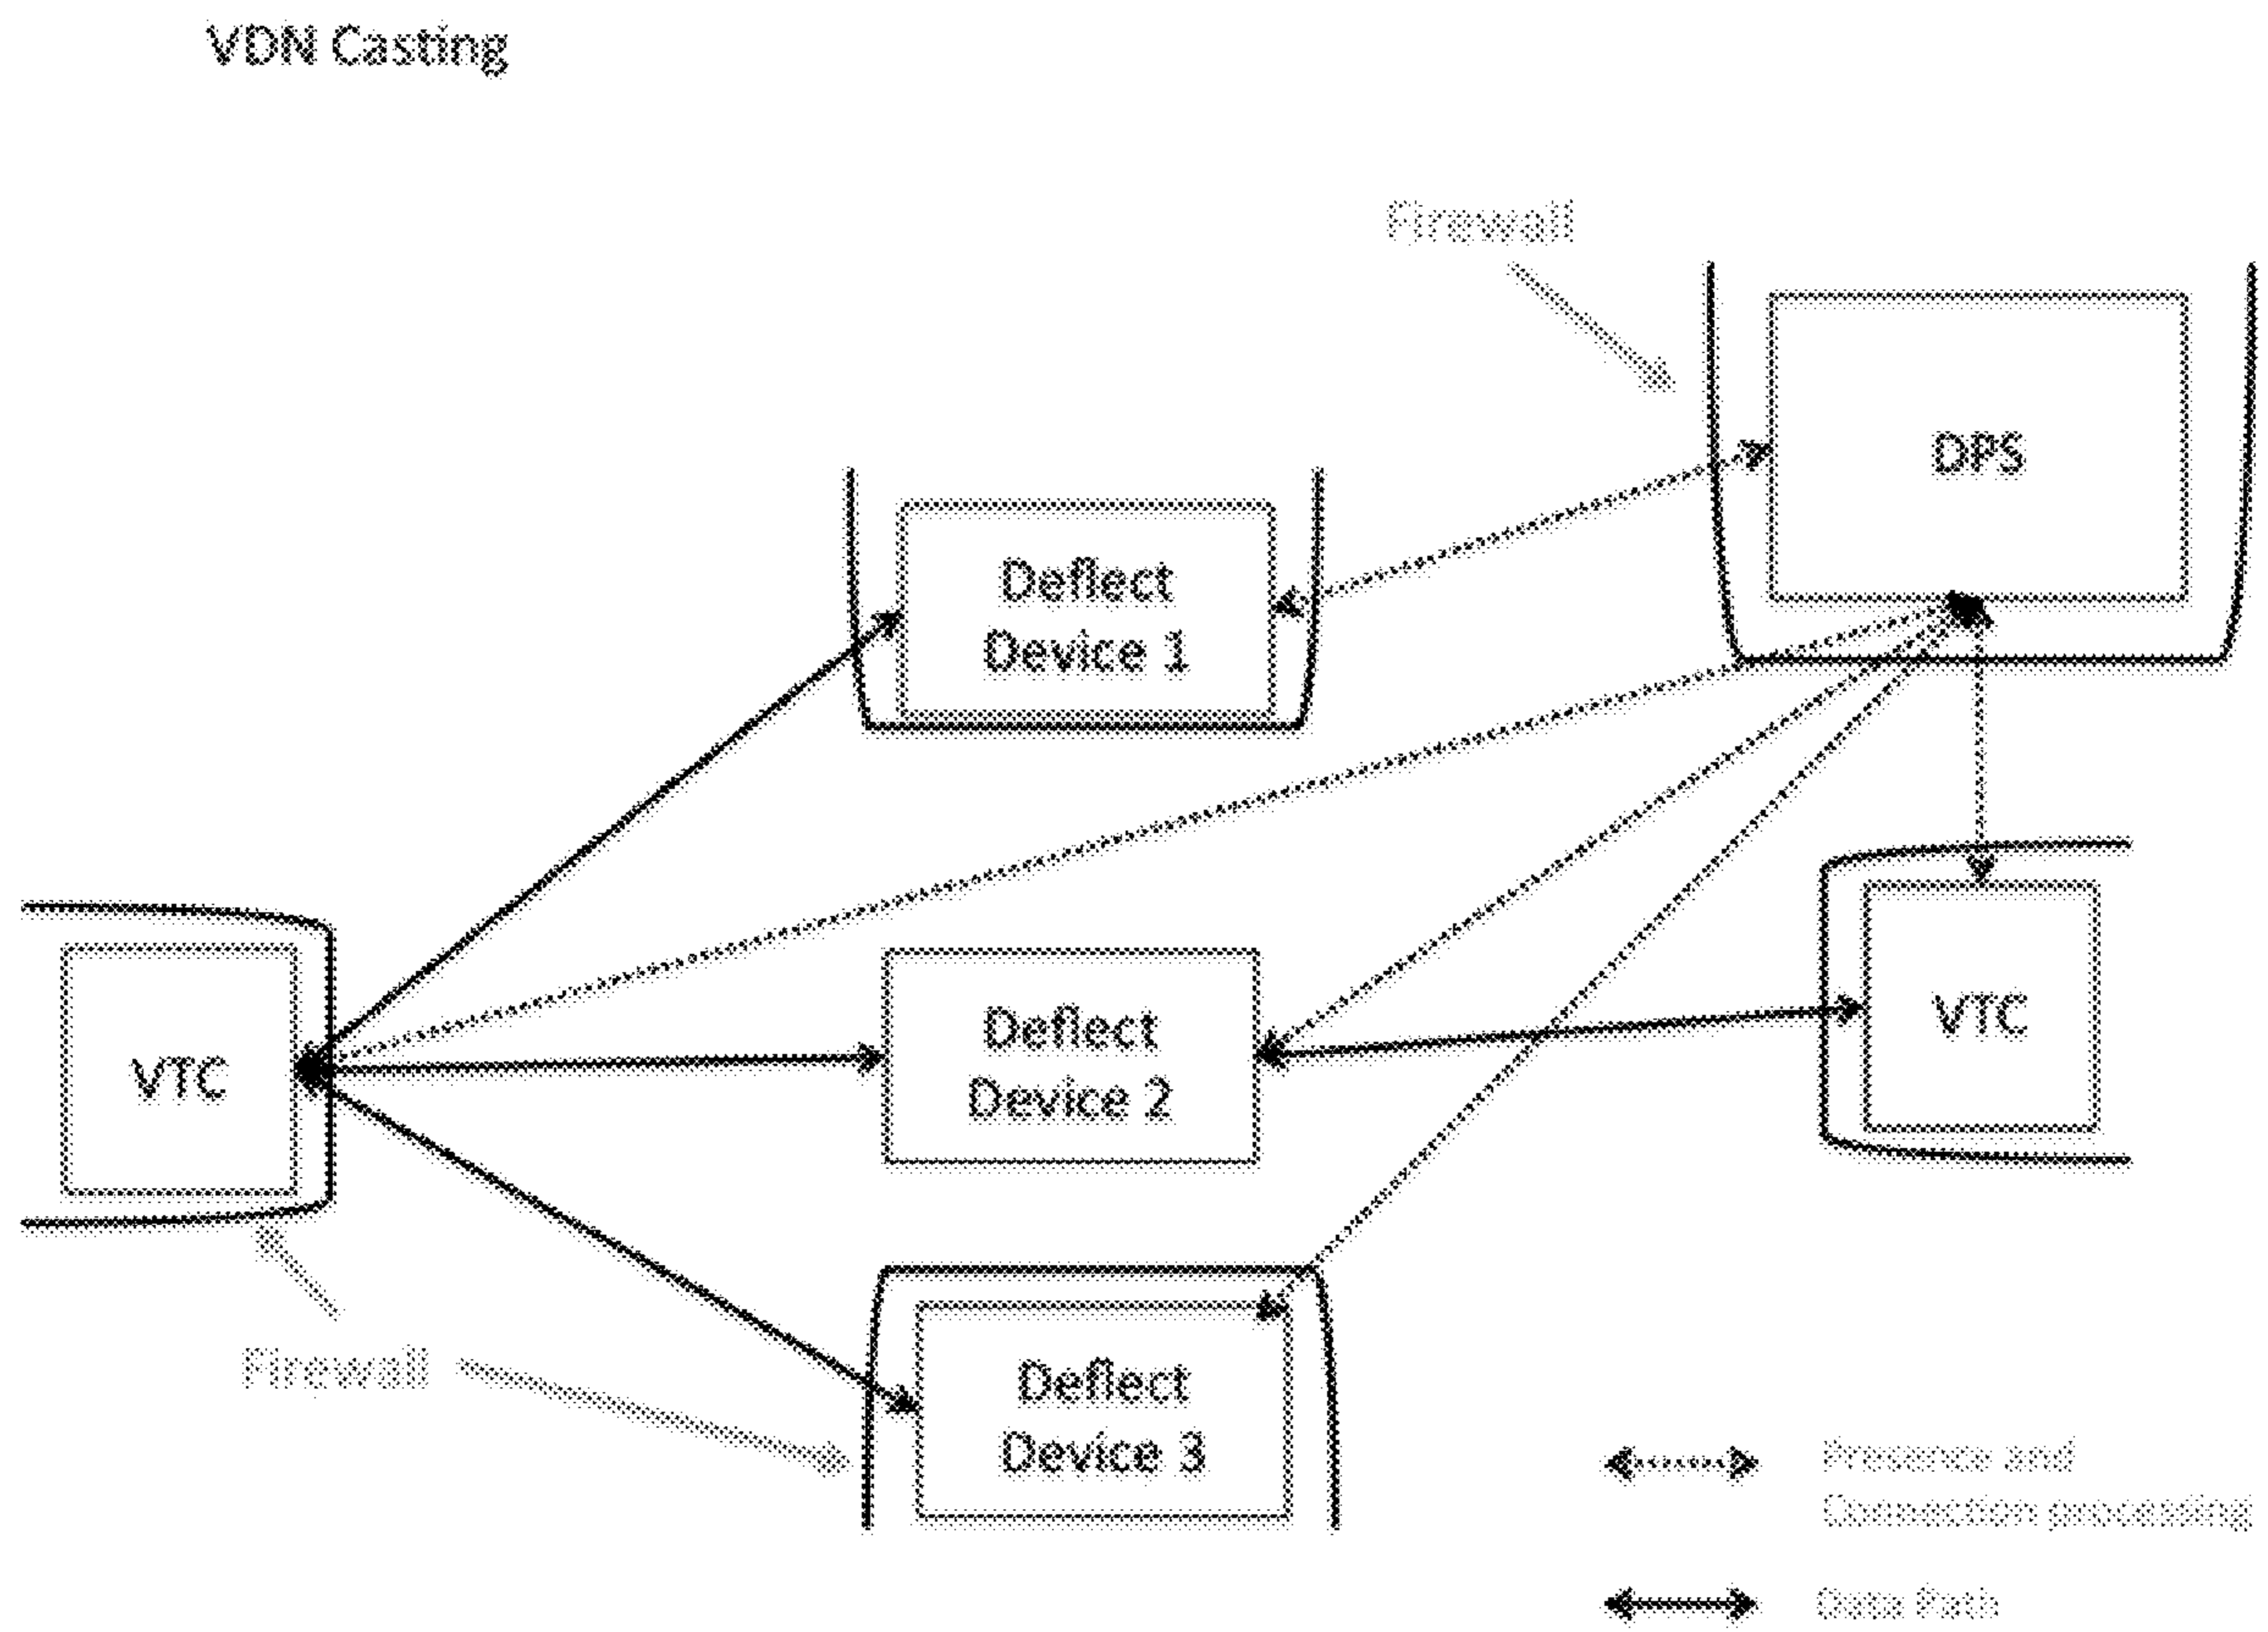 VDN Casting
Firewall
DPS
Deflect
Device 1
VTC
Deflect
Device 2
VTC
Firewall
Deflect
Device 3
Presence and
Connection processing
Data Path